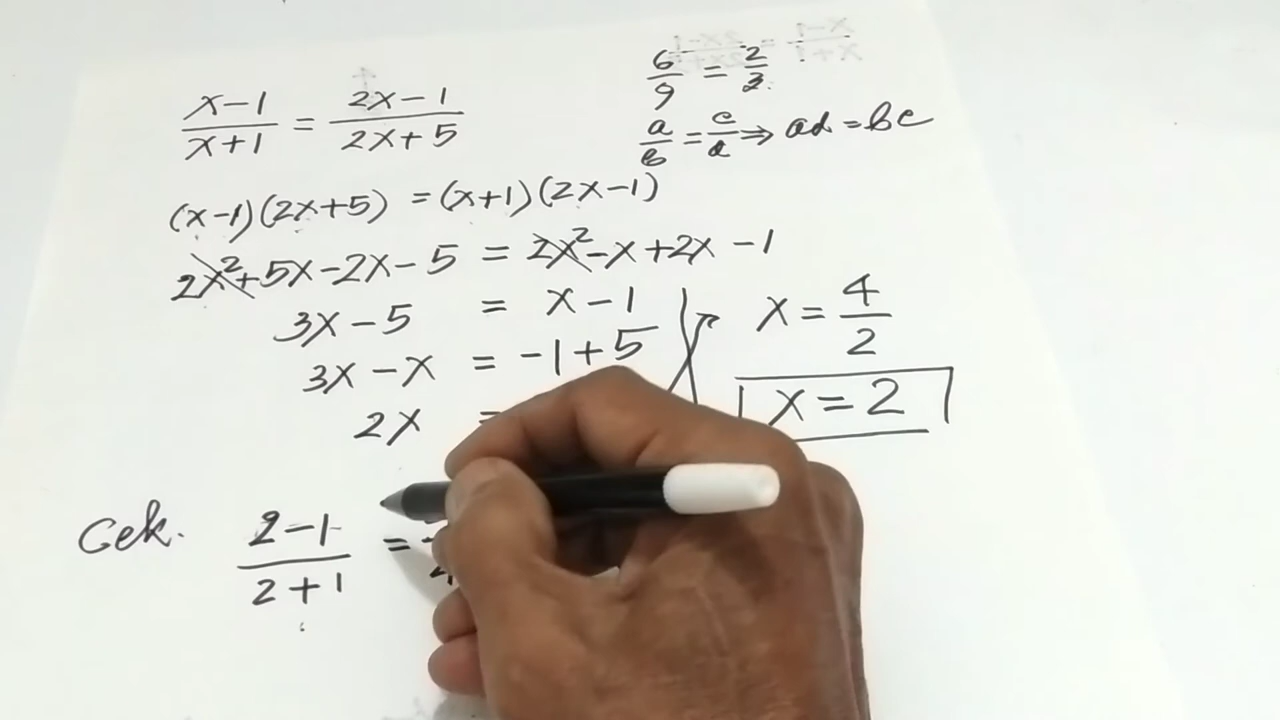 (x-1)/(x+1) = (2x-1)/(2x+5)
6/9 = 2/3
a/b = c/d ⇒ ad = bc
(x-1)(2x+5) = (x+1)(2x-1)
2x²+5x-2x-5 = 2x²-x+2x-1
3x-5 = x-1
3x-x = -1+5
2x =
x = 4/2
x = 2
Cek. (2-1)/(2+1) =